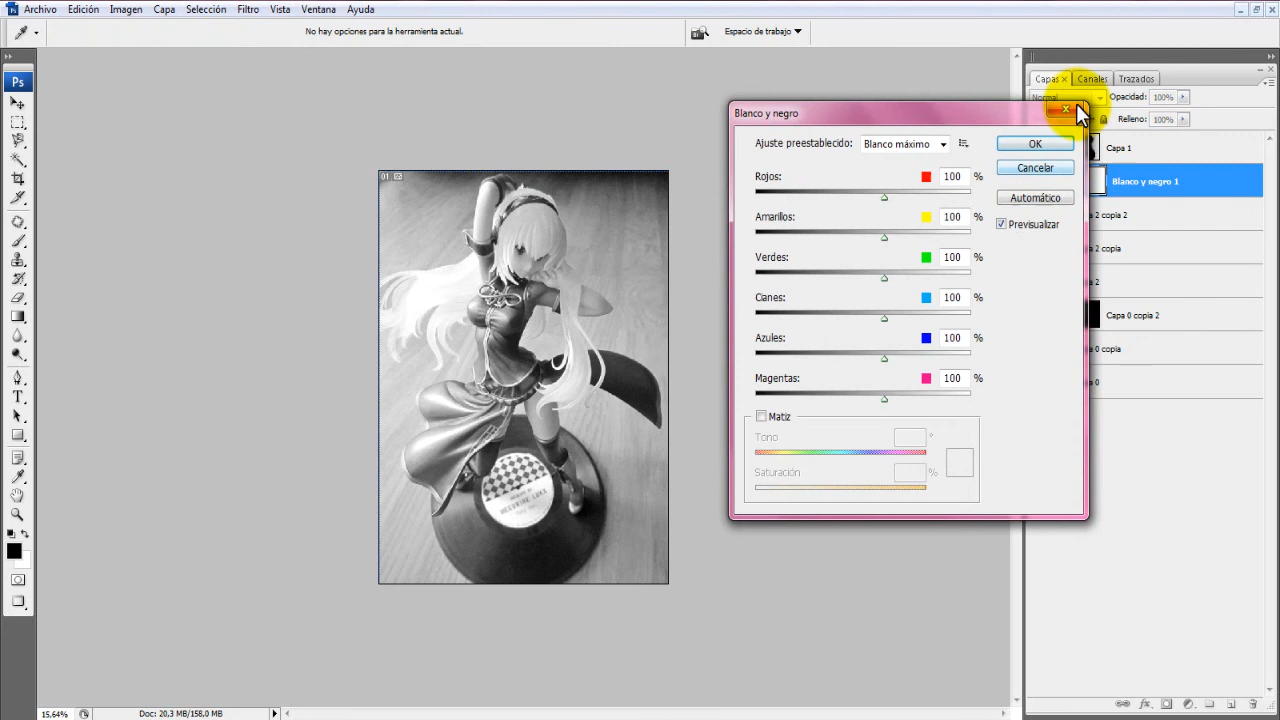 Ps Archivo Edición Imagen Capa Selección Filtro Vista Ventana Ayuda
No hay opciones para la herramienta actual.
Espacio de trabajo
Ps
T
01
Blanco y negro
Ajuste preestablecido: Blanco máximo
OK
Cancelar
Automático
Previsualizar
Rojos: 100 %
Amarillos: 100 %
Verdes: 100 %
Cianes: 100 %
Azules: 100 %
Magentas: 100 %
Matiz
Tono °
Saturación %
Capas x Canales Trazados
Normal Opacidad: 100%
Relleno: 100%
Capa 1
Blanco y negro 1
a 2 copia 2
a 2 copia
a 2
Capa 0 copia 2
a 0 copia
a 0
15,64% Doc: 20,3 MB/158,0 MB